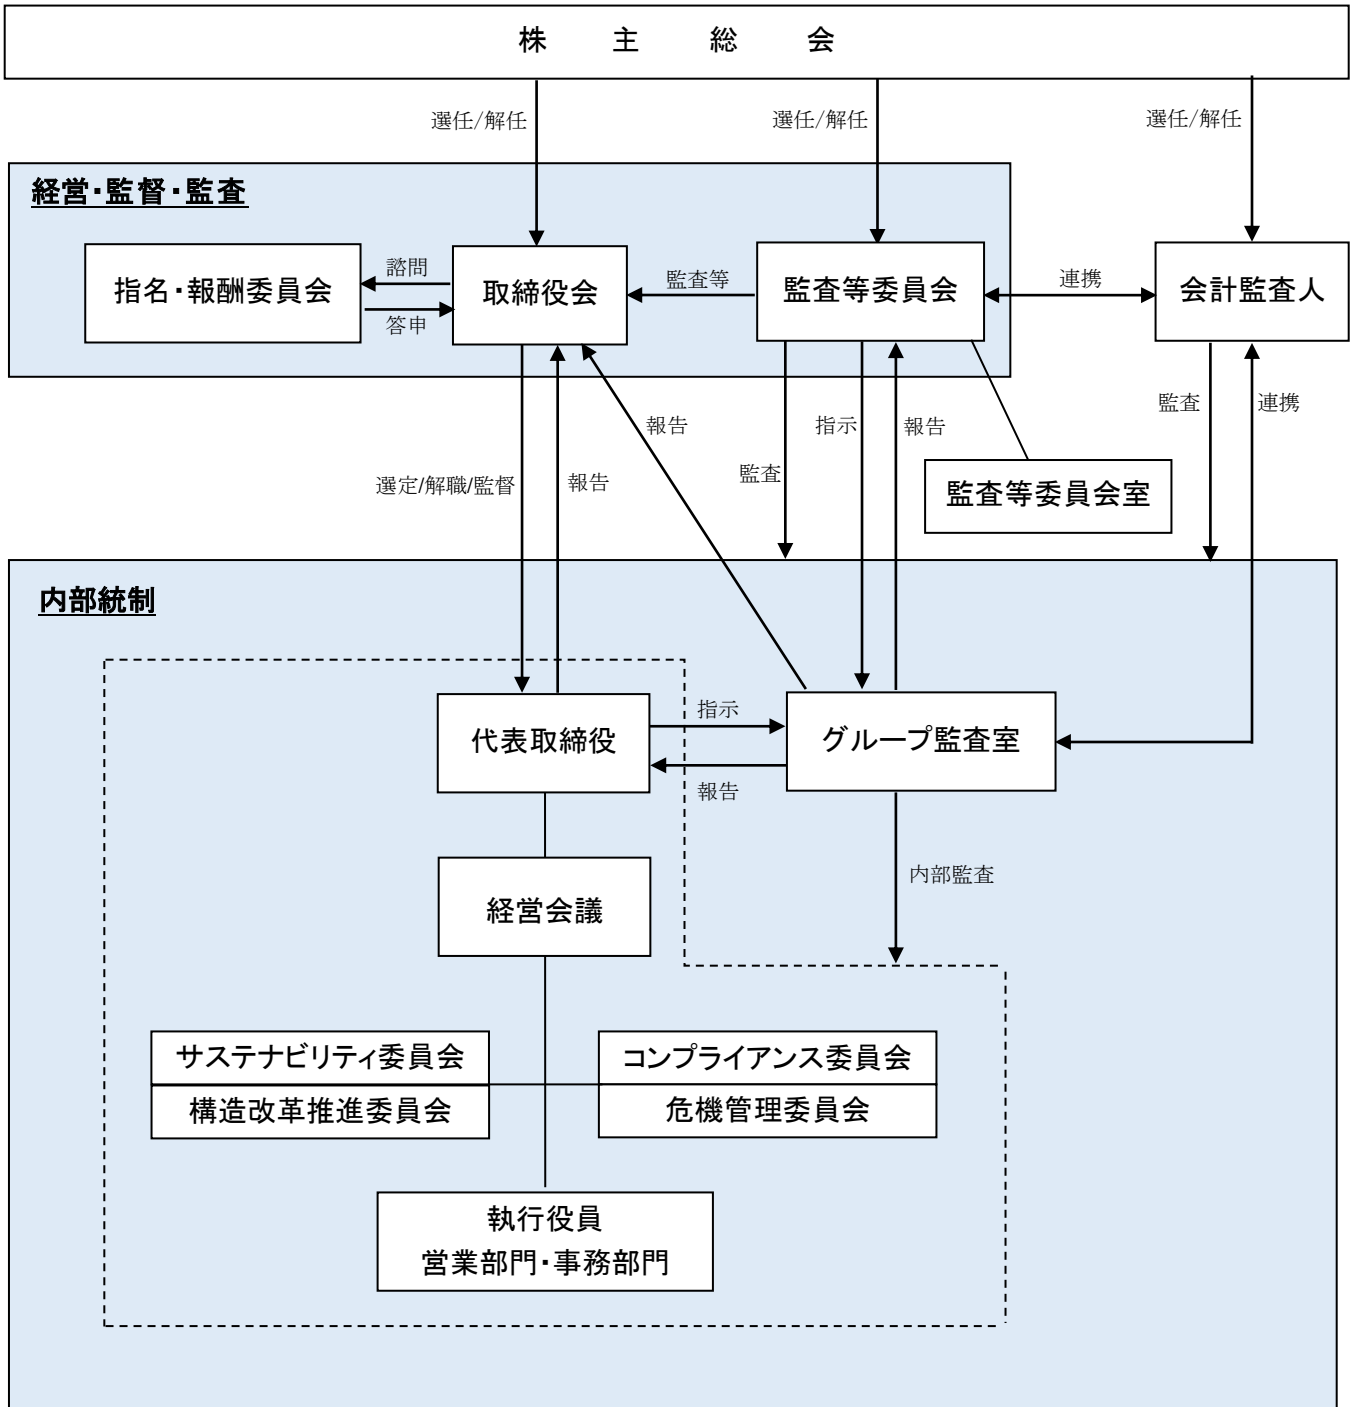 株 主 総 会
選任/解任
選任/解任
選任/解任
経営・監督・監査
指名・報酬委員会
諮問
答申
取締役会
監査等
監査等委員会
連携
会計監査人
選定/解職/監督
報告
報告
監査
指示
報告
監査等委員会室
監査
連携
内部統制
代表取締役
指示
報告
グループ監査室
内部監査
経営会議
サステナビリティ委員会
構造改革推進委員会
コンプライアンス委員会
危機管理委員会
執行役員
営業部門・事務部門